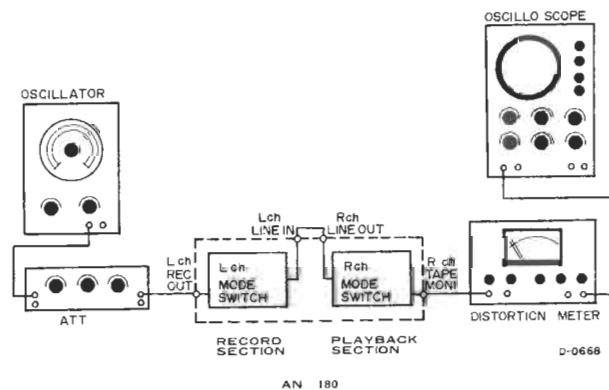 OSCILLO SCOPE
OSCILLATOR
Lch
LINE IN
Rch
LINE OUT
Lch
REC
OUT
Lch
MODE
SWITCH
Rch
MODE
SWITCH
R ch
TAPE
MONI
ATT
DISTORTION METER
RECORD
SECTION
PLAYBACK
SECTION
D-0668
AN 180